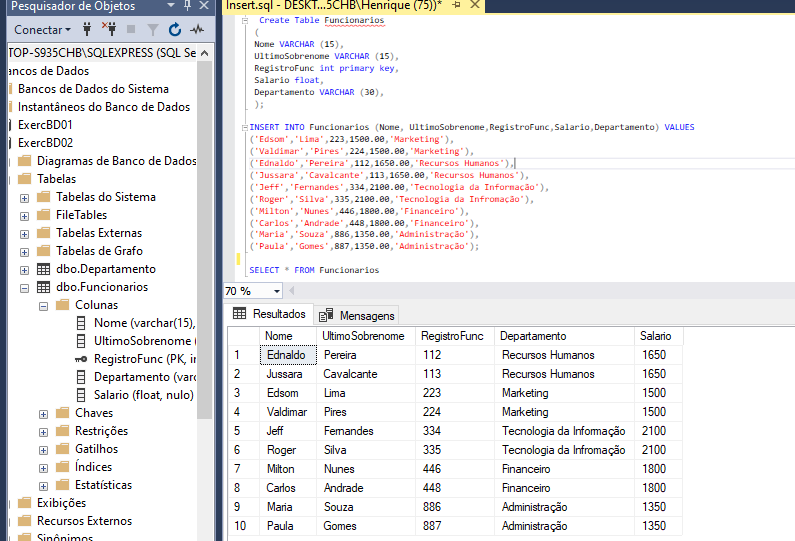 Pesquisador de Objetos
Conectar
TOP-S935CHB\SQLEXPRESS (SQL Se
ancos de Dados
Bancos de Dados do Sistema
Instantâneos do Banco de Dados
ExercBD01
ExercBD02
Diagramas de Banco de Dados
Tabelas
Tabelas do Sistema
FileTables
Tabelas Externas
Tabelas de Grafo
dbo.Departamento
dbo.Funcionarios
Colunas
Nome (varchar(15),
UltimoSobrenome (
RegistroFunc (PK, in
Departamento (varc
Salario (float, nulo)
Chaves
Restrições
Gatilhos
Índices
Estatísticas
Exibições
Recursos Externos
Sinônimos
Insert.sql - DESKT...5CHB\Henrique (75))*
Create Table Funcionarios
(
Nome VARCHAR (15),
UltimoSobrenome VARCHAR (15),
RegistroFunc int primary key,
Salario float,
Departamento VARCHAR (30),
);
INSERT INTO Funcionarios (Nome, UltimoSobrenome,RegistroFunc,Salario,Departamento) VALUES
('Edsom','Lima',223,1500.00,'Marketing'),
('Valdimar','Pires',224,1500.00,'Marketing'),
('Ednaldo','Pereira',112,1650.00,'Recursos Humanos'),
('Jussara','Cavalcante',113,1650.00,'Recursos Humanos'),
('Jeff','Fernandes',334,2100.00,'Tecnologia da Informação'),
('Roger','Silva',335,2100.00,'Tecnologia da Infromação'),
('Milton','Nunes',446,1800.00,'Financeiro'),
('Carlos','Andrade',448,1800.00,'Financeiro'),
('Maria','Souza',886,1350.00,'Administração'),
('Paula','Gomes',887,1350.00,'Administração');
SELECT * FROM Funcionarios
70 %
Resultados Mensagens
Nome UltimoSobrenome RegistroFunc Departamento Salario
1 Ednaldo Pereira 112 Recursos Humanos 1650
2 Jussara Cavalcante 113 Recursos Humanos 1650
3 Edsom Lima 223 Marketing 1500
4 Valdimar Pires 224 Marketing 1500
5 Jeff Fernandes 334 Tecnologia da Informação 2100
6 Roger Silva 335 Tecnologia da Infromação 2100
7 Milton Nunes 446 Financeiro 1800
8 Carlos Andrade 448 Financeiro 1800
9 Maria Souza 886 Administração 1350
10 Paula Gomes 887 Administração 1350